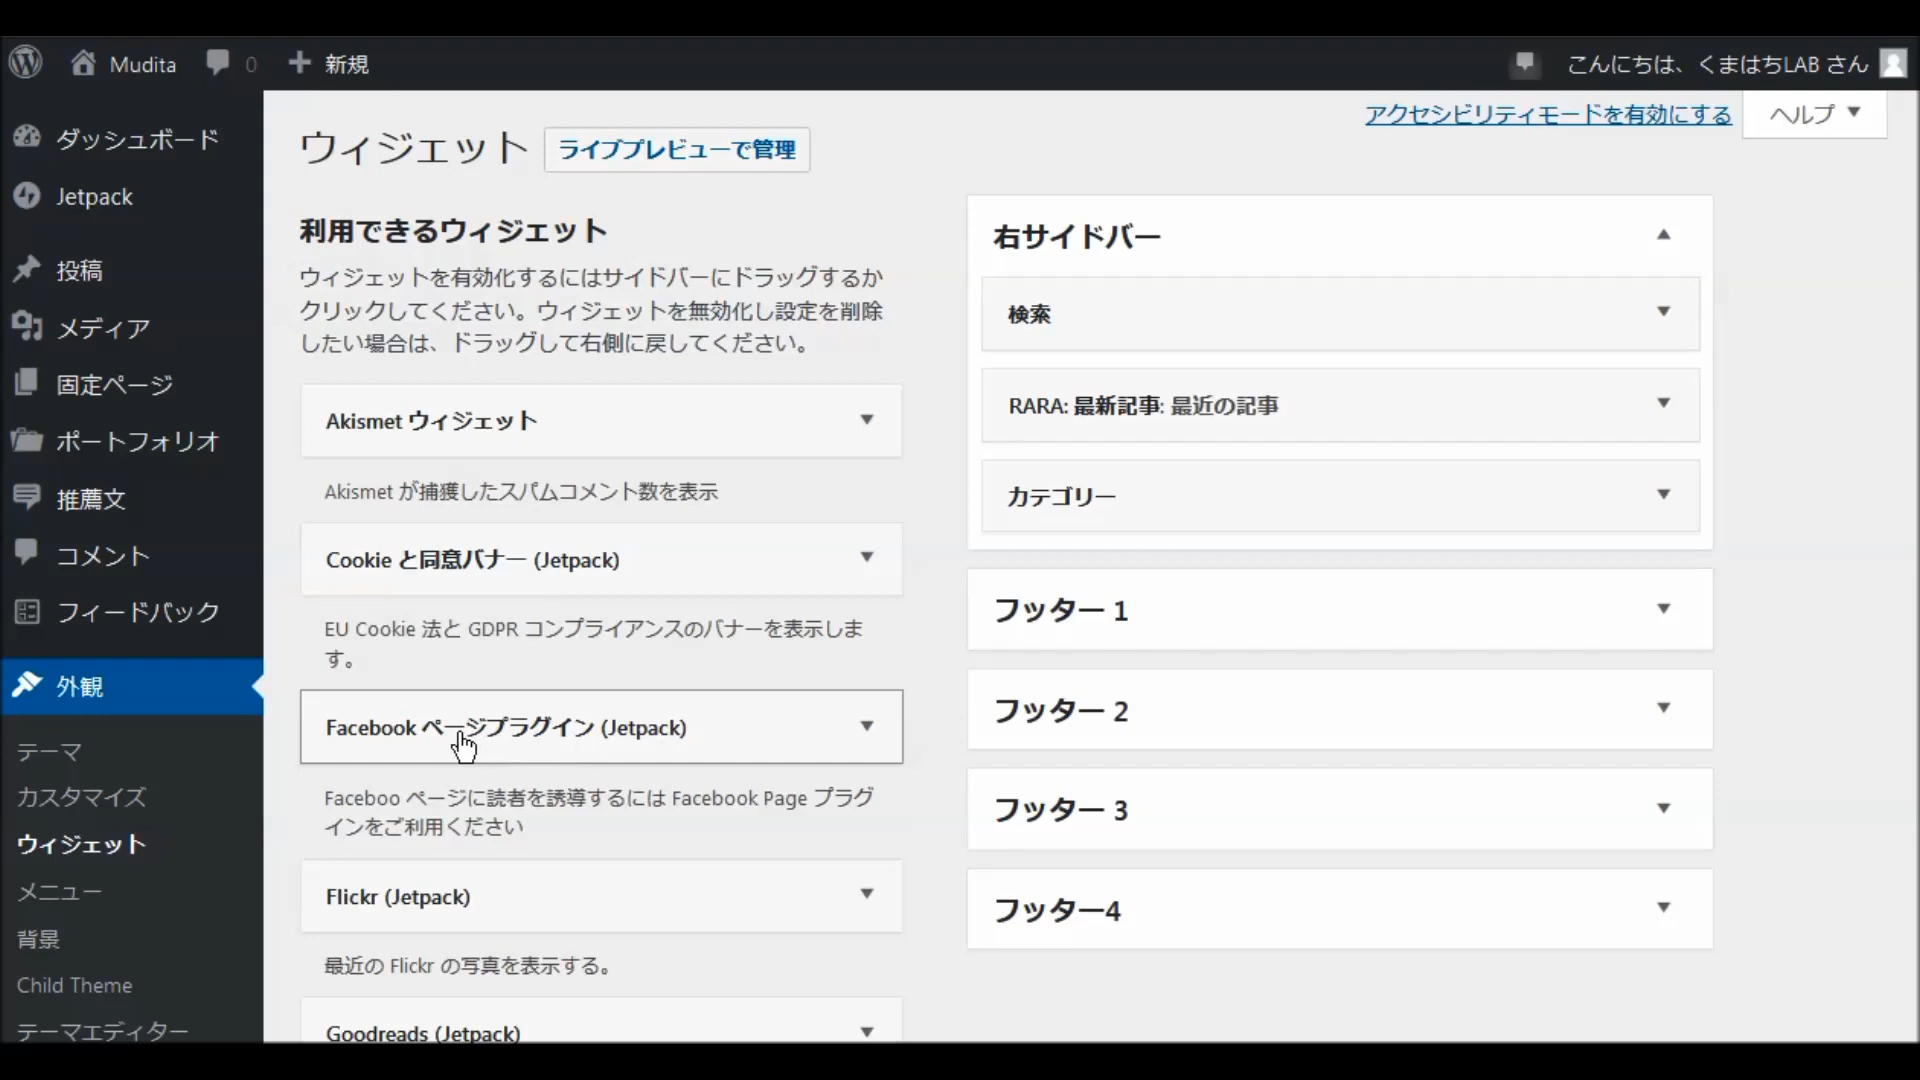 Mudita
0
新規
こんにちは、くまはちLAB さん
ダッシュボード
Jetpack
投稿
メディア
固定ページ
ポートフォリオ
推薦文
コメント
フィードバック
外観
テーマ
カスタマイズ
ウィジェット
メニュー
背景
Child Theme
テーマエディター
アクセシビリティモードを有効にする
ヘルプ
ウィジェット
ライブプレビューで管理
利用できるウィジェット
ウィジェットを有効化するにはサイドバーにドラッグするか
クリックしてください。ウィジェットを無効化し設定を削除
したい場合は、ドラッグして右側に戻してください。
Akismet ウィジェット
Akismet が捕獲したスパムコメント数を表示
Cookie と同意バナー (Jetpack)
EU Cookie 法と GDPR コンプライアンスのバナーを表示しま
す。
Facebook ページプラグイン (Jetpack)
Faceboo ページに読者を誘導するには Facebook Page プラグ
インをご利用ください
Flickr (Jetpack)
最近の Flickr の写真を表示する。
Goodreads (Jetpack)
右サイドバー
検索
RARA: 最新記事: 最近の記事
カテゴリー
フッター 1
フッター 2
フッター 3
フッター4